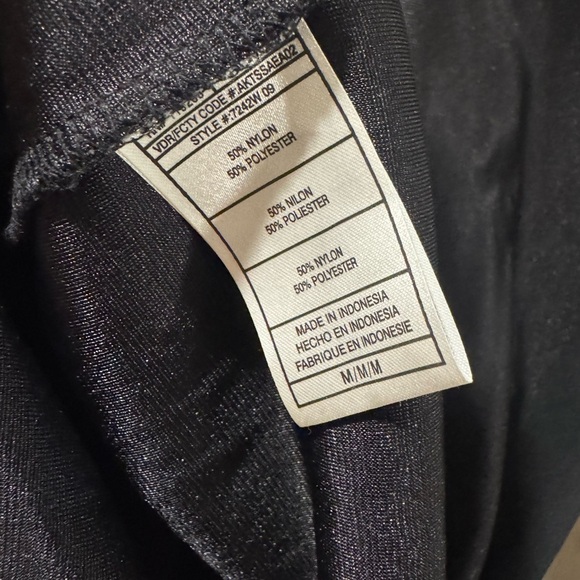 VDR/FCTY CODE #:AKTSSAEA02
STYLE #:7242W 09
50% NYLON
50% POLYESTER
50% NILON
50% POLIESTER
50% NYLON
50% POLYESTER
MADE IN INDONESIA
HECHO EN INDONESIA
FABRIQUE EN INDONESIE
M/M/M